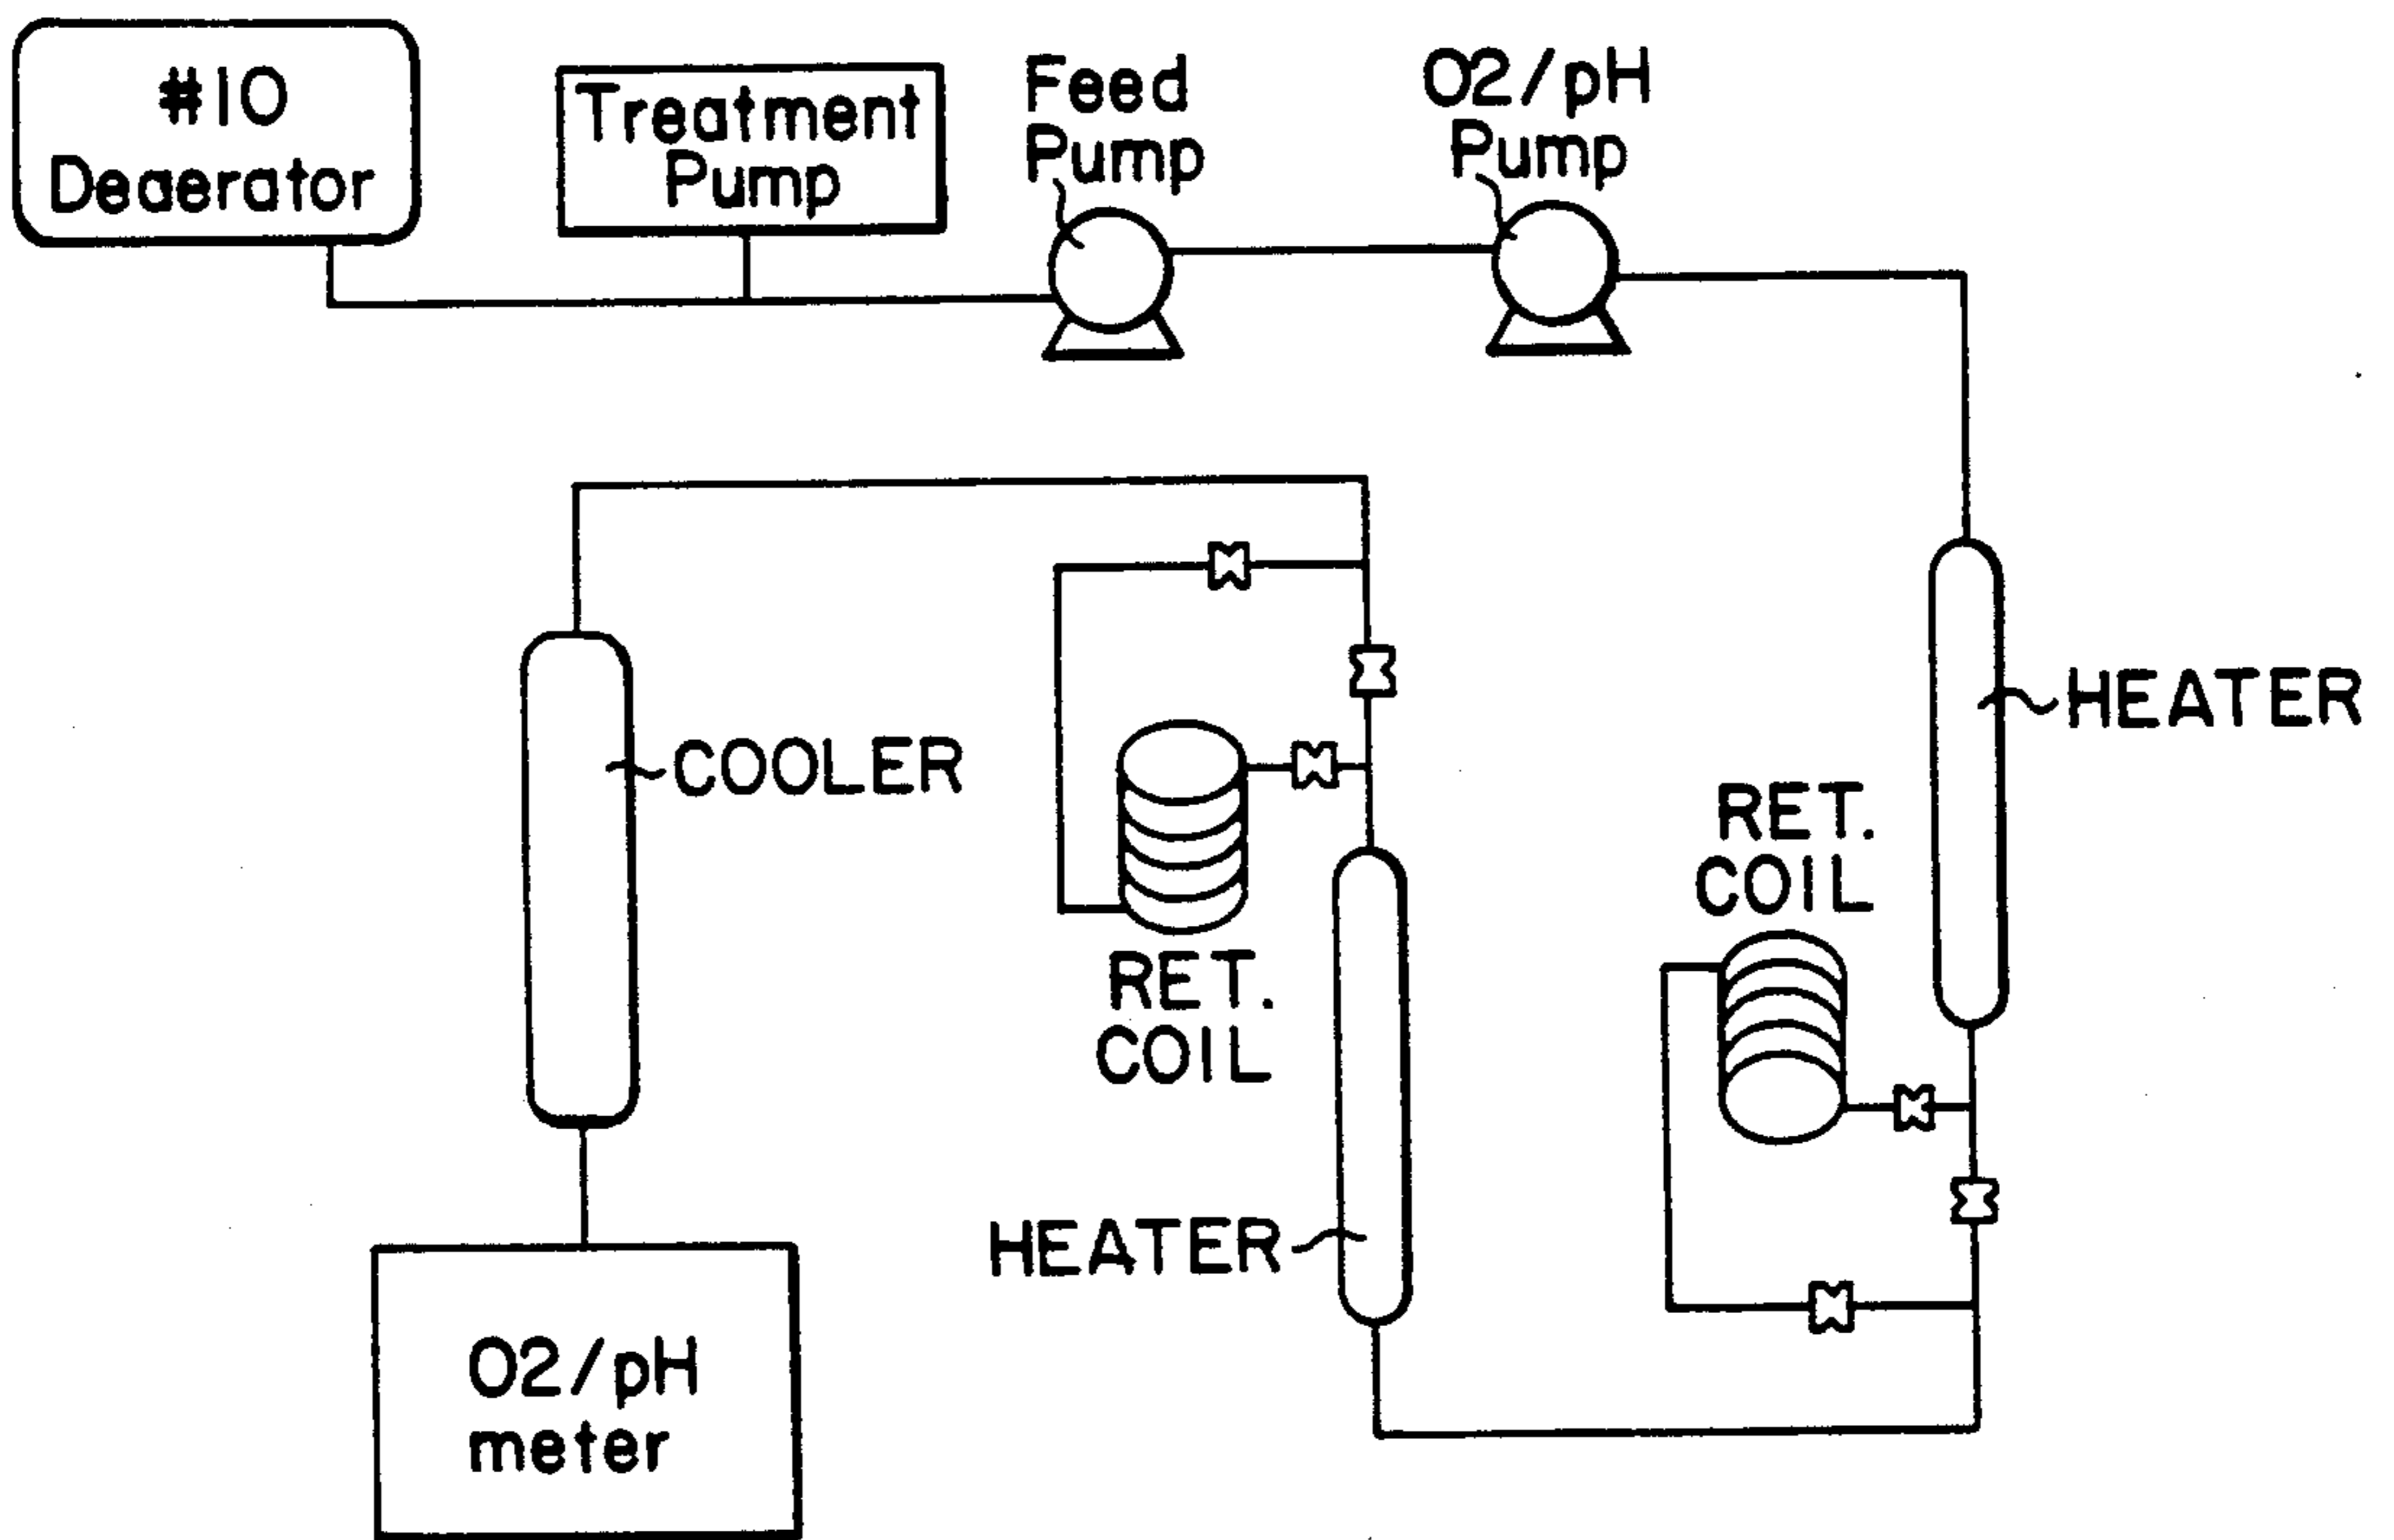 #10
Deaerator
Treatment
Pump
Feed
Pump
O2/pH
Pump
HEATER
COOLER
RET.
COIL
RET.
COIL
HEATER
O2/pH
meter